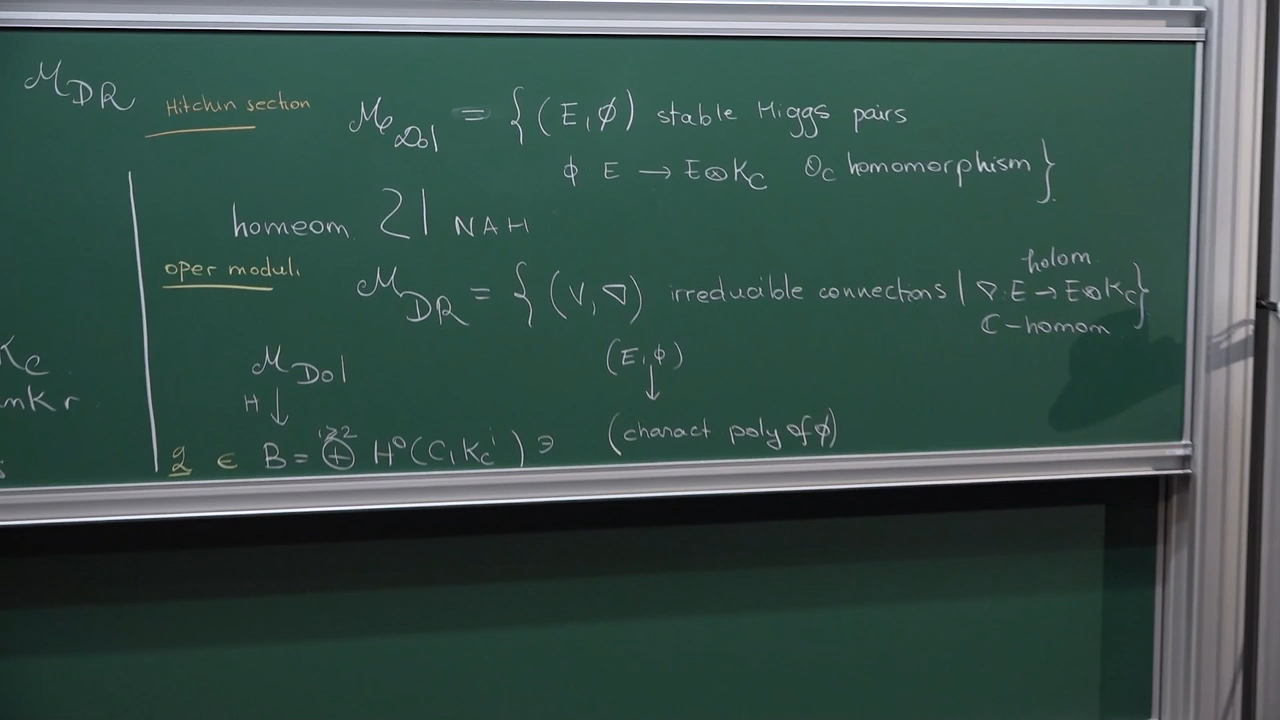 ℳ_DR
Hitchin section
ℳ_Dol = {(E, ϕ) stable Higgs pairs
ϕ E → E⊗K_C 𝒪_C homomorphism}
homeom ≀| NAH
oper moduli
ℳ_DR = {(V, ∇) irreducible connections | ∇: E → E⊗K_C}
holom
ℂ-homom
ℳ_Dol
H ↓
q ∈ B = ⊕^{i≥2} H⁰(C, K_C^i) ∋
(E, ϕ)
↓
(charact poly of ϕ)
K_C